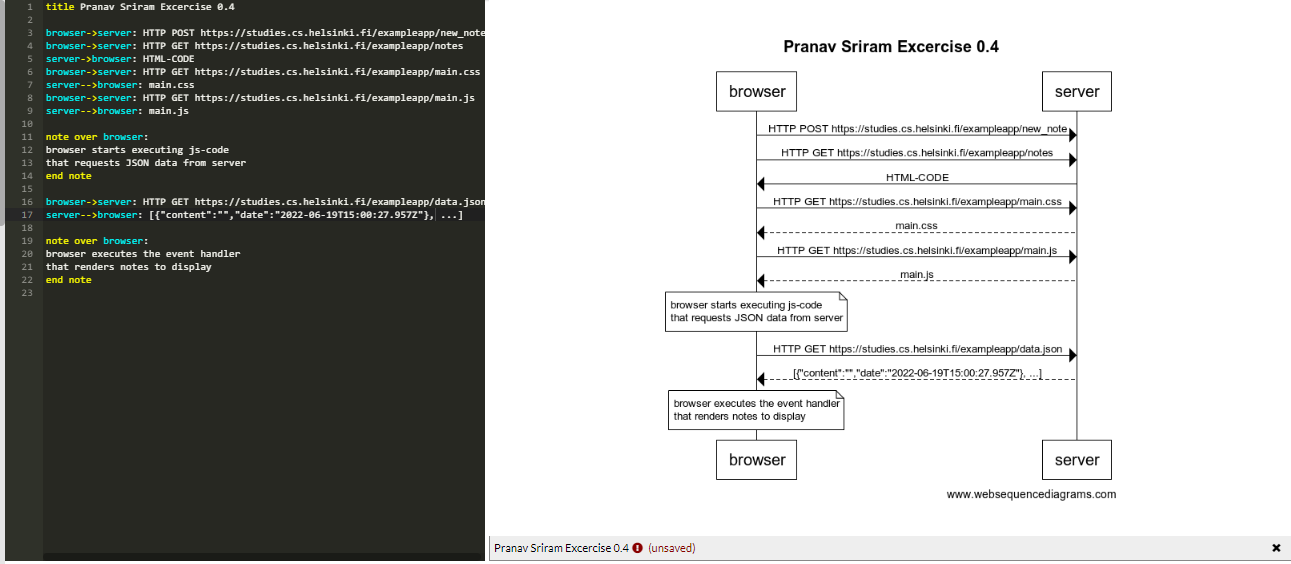 1 title Pranav Sriram Excercise 0.4
2
3 browser->server: HTTP POST https://studies.cs.helsinki.fi/exampleapp/new_note
4 browser->server: HTTP GET https://studies.cs.helsinki.fi/exampleapp/notes
5 server->browser: HTML-CODE
6 browser->server: HTTP GET https://studies.cs.helsinki.fi/exampleapp/main.css
7 server-->browser: main.css
8 browser->server: HTTP GET https://studies.cs.helsinki.fi/exampleapp/main.js
9 server-->browser: main.js
10
11 note over browser:
12 browser starts executing js-code
13 that requests JSON data from server
14 end note
15
16 browser->server: HTTP GET https://studies.cs.helsinki.fi/exampleapp/data.json
17 server-->browser: [{"content":"","date":"2022-06-19T15:00:27.957Z"}, ...]
18
19 note over browser:
20 browser executes the event handler
21 that renders notes to display
22 end note
23
Pranav Sriram Excercise 0.4
browser server
HTTP POST https://studies.cs.helsinki.fi/exampleapp/new_note
HTTP GET https://studies.cs.helsinki.fi/exampleapp/notes
HTML-CODE
HTTP GET https://studies.cs.helsinki.fi/exampleapp/main.css
main.css
HTTP GET https://studies.cs.helsinki.fi/exampleapp/main.js
main.js
browser starts executing js-code
that requests JSON data from server
HTTP GET https://studies.cs.helsinki.fi/exampleapp/data.json
[{"content":"","date":"2022-06-19T15:00:27.957Z"}, ...]
browser executes the event handler
that renders notes to display
browser server
www.websequencediagrams.com
Pranav Sriram Excercise 0.4 (unsaved)